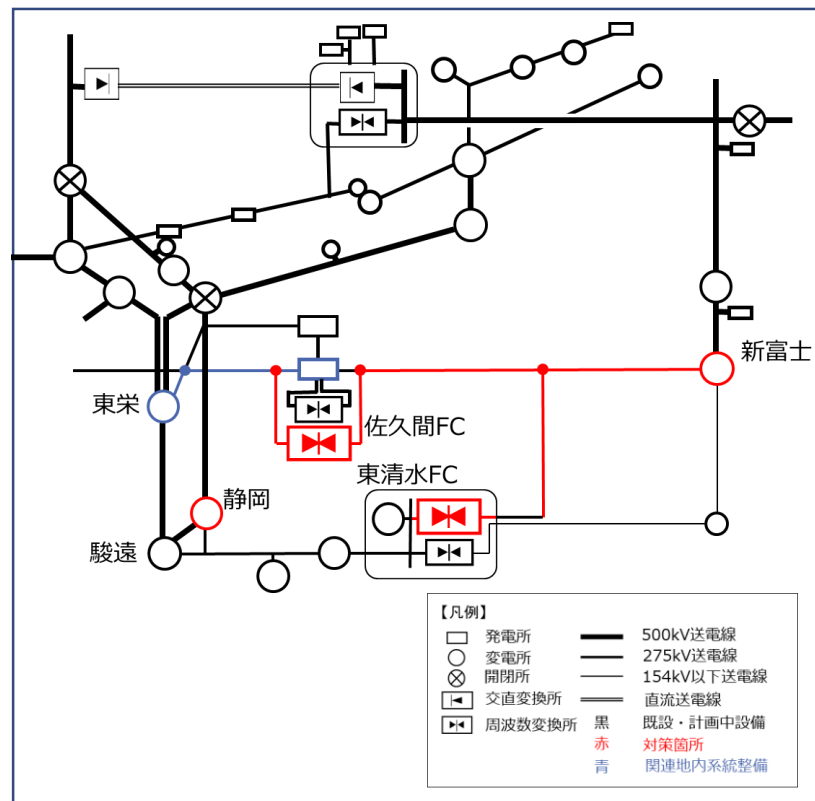 新富士
東栄
佐久間FC
東清水FC
静岡
駿遠
【凡例】
発電所
変電所
開閉所
交直変換所
周波数変換所
500kV送電線
275kV送電線
154kV以下送電線
直流送電線
黒 既設・計画中設備
赤 対策箇所
青 関連地内系統整備